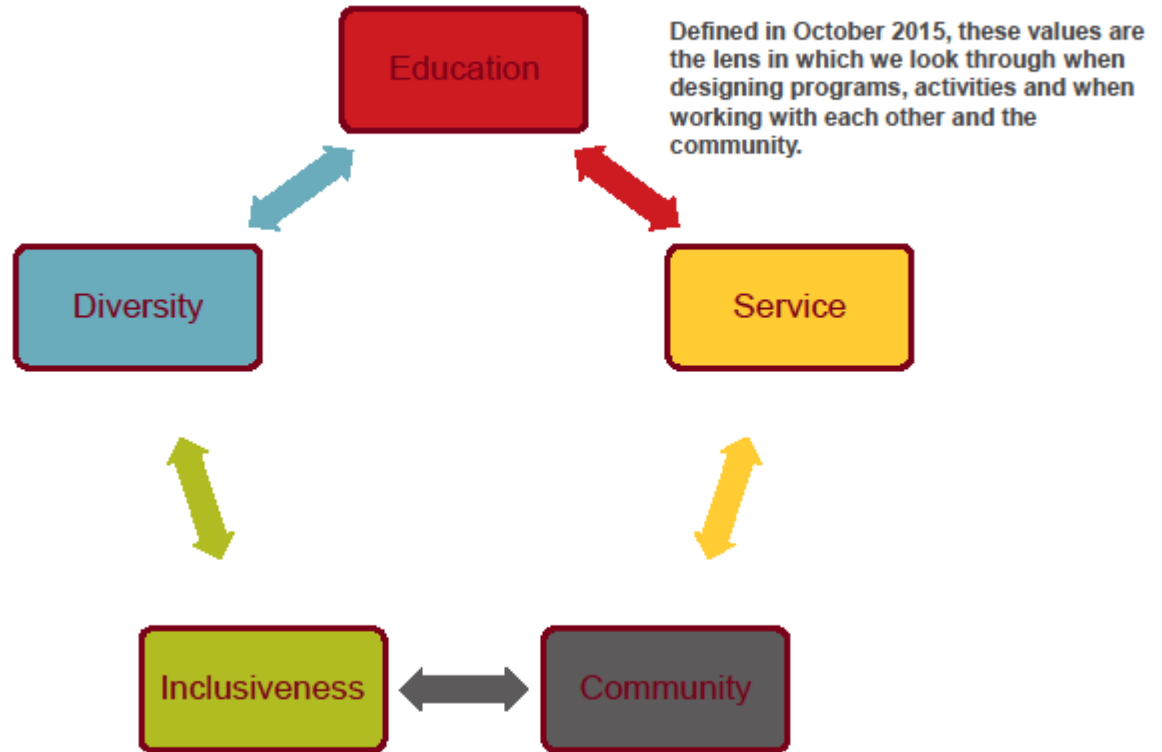 Education
Defined in October 2015, these values are
the lens in which we look through when
designing programs, activities and when
working with each other and the
community.
Diversity
Service
Inclusiveness
Community